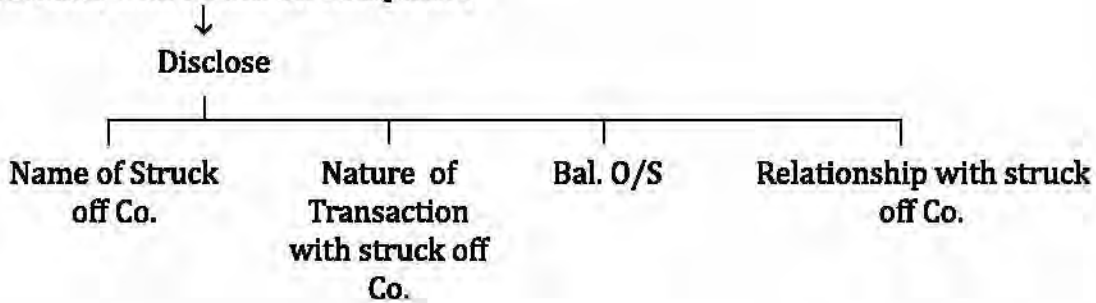 ↓
Disclose
Name of Struck
off Co.
Nature of
Transaction
with struck off
Co.
Bal. O/S
Relationship with struck
off Co.